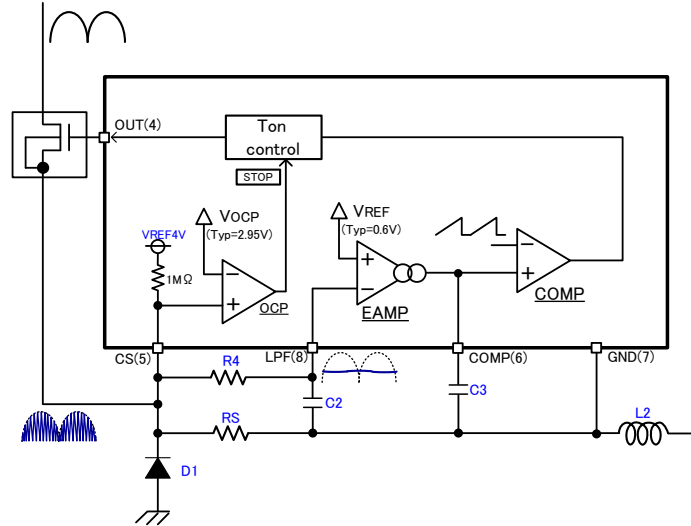 OUT(4)
Ton
control
STOP
VOCP
(Typ=2.95V)
VREF
(Typ=0.6V)
VREF4V
1MΩ
−
+
OCP
+
−
EAMP
−
+
COMP
CS(5)
R4
LPF(8)
COMP(6)
GND(7)
C2
C3
RS
L2
D1